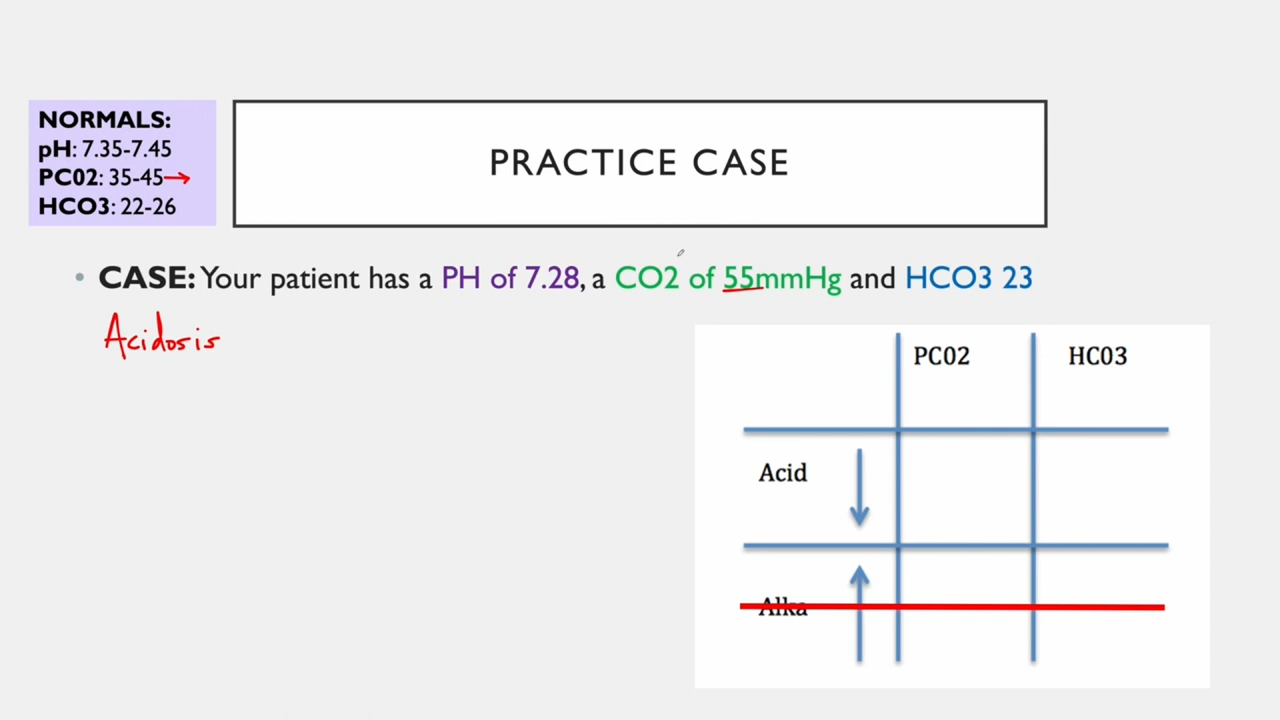 NORMALS:
pH: 7.35-7.45
PC02: 35-45
HCO3: 22-26
PRACTICE CASE
• CASE: Your patient has a PH of 7.28, a CO2 of 55mmHg and HCO3 23
Acidosis
PC02 HC03
Acid
Alka